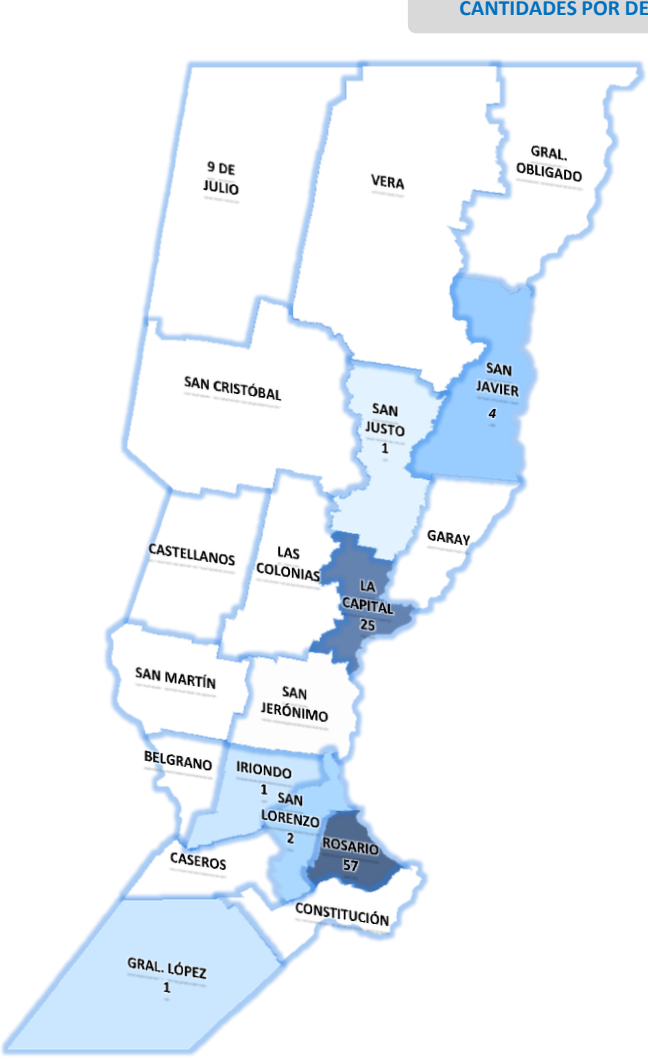 CANTIDADES POR DE
9 DE
JULIO
VERA
GRAL.
OBLIGADO
SAN
JAVIER
4
SAN CRISTÓBAL
SAN
JUSTO
1
CASTELLANOS
LAS
COLONIAS
GARAY
LA
CAPITAL
25
SAN MARTÍN
SAN
JERÓNIMO
BELGRANO
IRIONDO
1
SAN
LORENZO
2
ROSARIO
57
CASEROS
CONSTITUCIÓN
GRAL. LÓPEZ
1